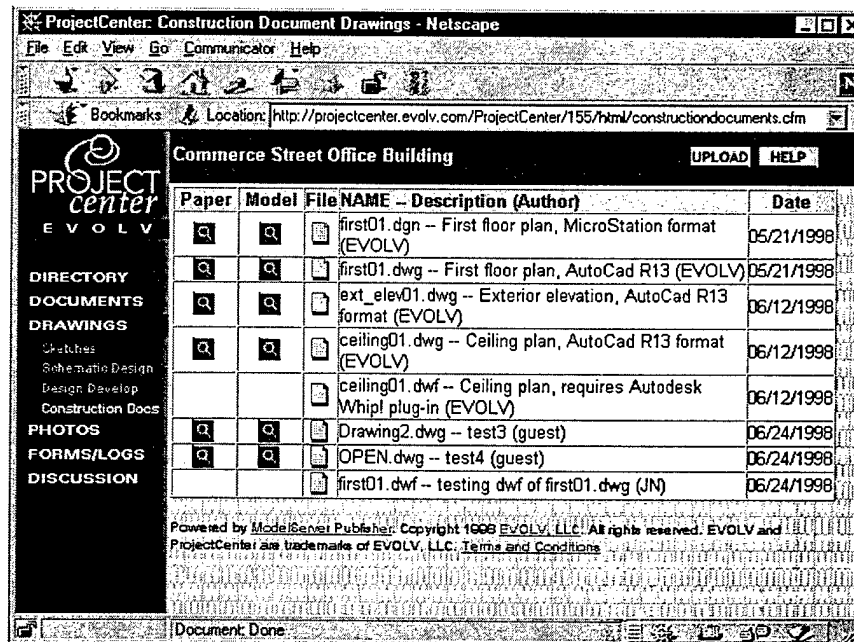 ProjectCenter: Construction Document Drawings - Netscape
File Edit View Go Communicator Help
Bookmarks Location: http://projectcenter.evolv.com/ProjectCenter/155/html/constructiondocuments.cfm
PROJECT
center
EVOLV
Commerce Street Office Building UPLOAD HELP
Paper Model File NAME -- Description (Author) Date
first01.dgn -- First floor plan, MicroStation format
(EVOLV) 05/21/1998
first01.dwg -- First floor plan, AutoCad R13 (EVOLV) 05/21/1998
ext_elev01.dwg -- Exterior elevation, AutoCad R13
format (EVOLV) 06/12/1998
ceiling01.dwg -- Ceiling plan, AutoCad R13 format
(EVOLV) 06/12/1998
ceiling01.dwf -- Ceiling plan, requires Autodesk
Whip! plug-in (EVOLV) 06/12/1998
Drawing2.dwg -- test3 (guest) 06/24/1998
OPEN.dwg -- test4 (guest) 06/24/1998
first01.dwf -- testing dwf of first01.dwg (JN) 06/24/1998
DIRECTORY
DOCUMENTS
DRAWINGS
Sketches
Schematic Design
Design Develop
Construction Docs
PHOTOS
FORMS/LOGS
DISCUSSION
Powered by ModelServer Publisher. Copyright 1998 EVOLV, LLC. All rights reserved. EVOLV and
ProjectCenter are trademarks of EVOLV, LLC. Terms and Conditions
Document: Done